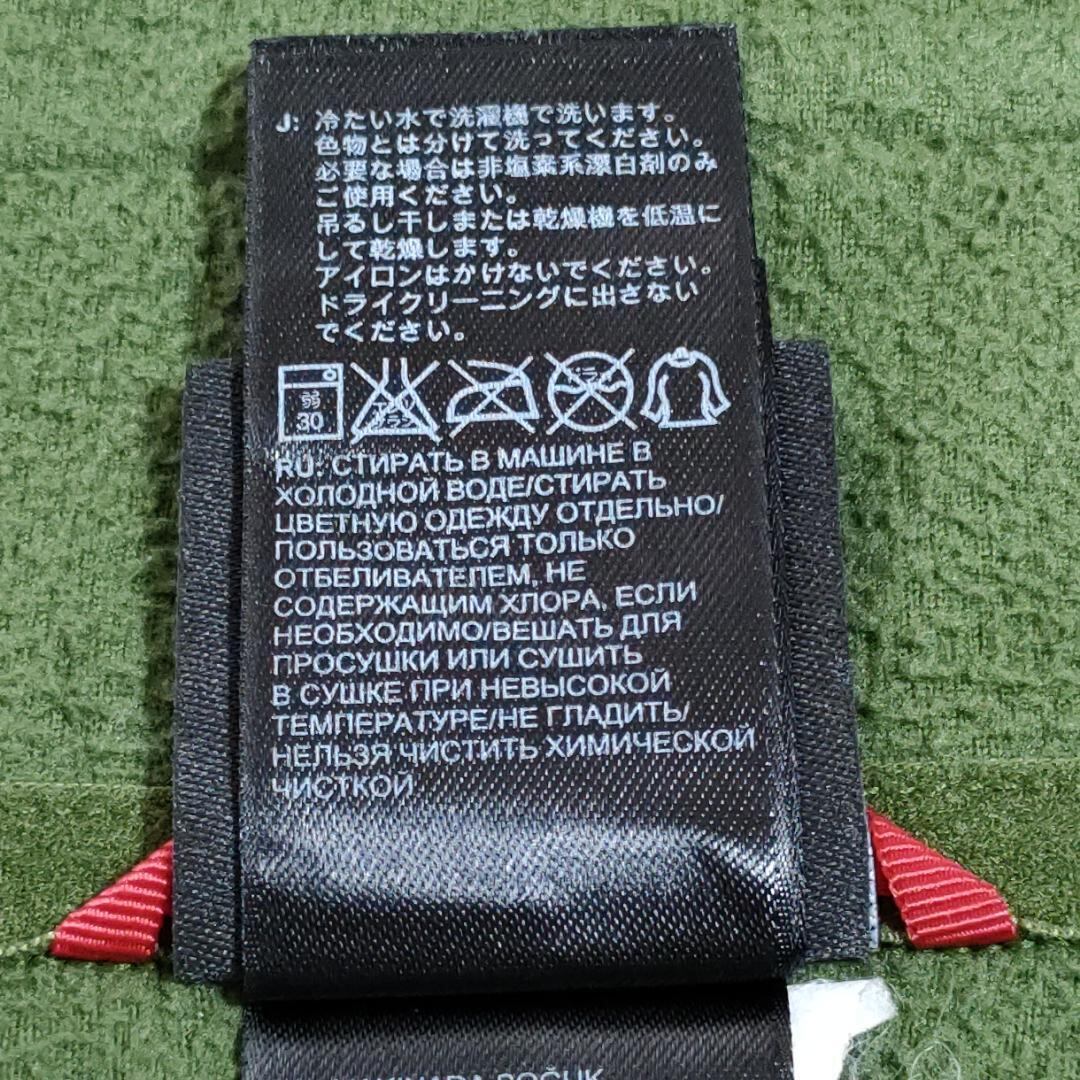 J: 冷たい水で洗濯機で洗います。
色物とは分けて洗ってください。
必要な場合は非塩素系漂白剤のみ
ご使用ください。
吊るし干しまたは乾燥機を低温に
して乾燥します。
アイロンはかけないでください。
ドライクリーニングに出さない
でください。
弱
30
RU: СТИРАТЬ В МАШИНЕ В
ХОЛОДНОЙ ВОДЕ/СТИРАТЬ
ЦВЕТНУЮ ОДЕЖДУ ОТДЕЛЬНО/
ПОЛЬЗОВАТЬСЯ ТОЛЬКО
ОТБЕЛИВАТЕЛЕМ, НЕ
СОДЕРЖАЩИМ ХЛОРА, ЕСЛИ
НЕОБХОДИМО/ВЕШАТЬ ДЛЯ
ПРОСУШКИ ИЛИ СУШИТЬ
В СУШКЕ ПРИ НЕВЫСОКОЙ
ТЕМПЕРАТУРЕ/НЕ ГЛАДИТЬ/
НЕЛЬЗЯ ЧИСТИТЬ ХИМИЧЕСКОЙ
ЧИСТКОЙ